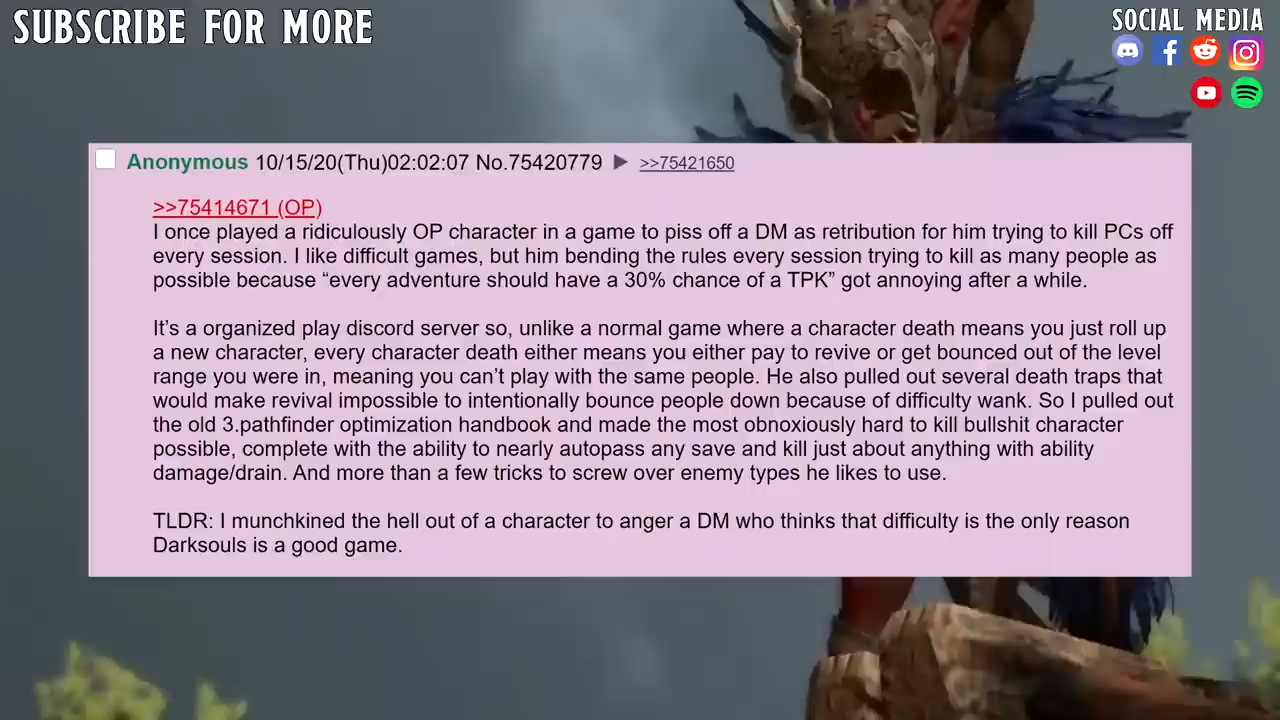 SUBSCRIBE FOR MORE
SOCIAL MEDIA
Anonymous 10/15/20(Thu)02:02:07 No.75420779 ▶ >>75421650
>>75414671 (OP)
I once played a ridiculously OP character in a game to piss off a DM as retribution for him trying to kill PCs off
every session. I like difficult games, but him bending the rules every session trying to kill as many people as
possible because “every adventure should have a 30% chance of a TPK” got annoying after a while.
It’s a organized play discord server so, unlike a normal game where a character death means you just roll up
a new character, every character death either means you either pay to revive or get bounced out of the level
range you were in, meaning you can’t play with the same people. He also pulled out several death traps that
would make revival impossible to intentionally bounce people down because of difficulty wank. So I pulled out
the old 3.pathfinder optimization handbook and made the most obnoxiously hard to kill bullshit character
possible, complete with the ability to nearly autopass any save and kill just about anything with ability
damage/drain. And more than a few tricks to screw over enemy types he likes to use.
TLDR: I munchkined the hell out of a character to anger a DM who thinks that difficulty is the only reason
Darksouls is a good game.